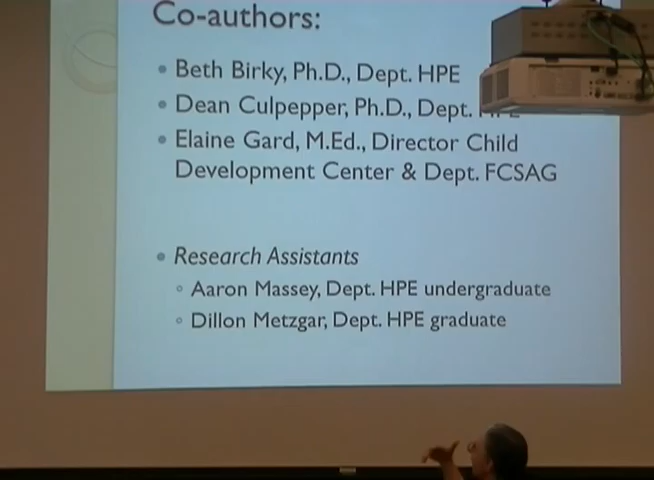 Co-authors:
Beth Birky, Ph.D., Dept. HPE
Dean Culpepper, Ph.D., Dept.
Elaine Gard, M.Ed., Director Child
Development Center & Dept. FCSAG
Research Assistants
Aaron Massey, Dept. HPE undergraduate
Dillon Metzgar, Dept. HPE graduate